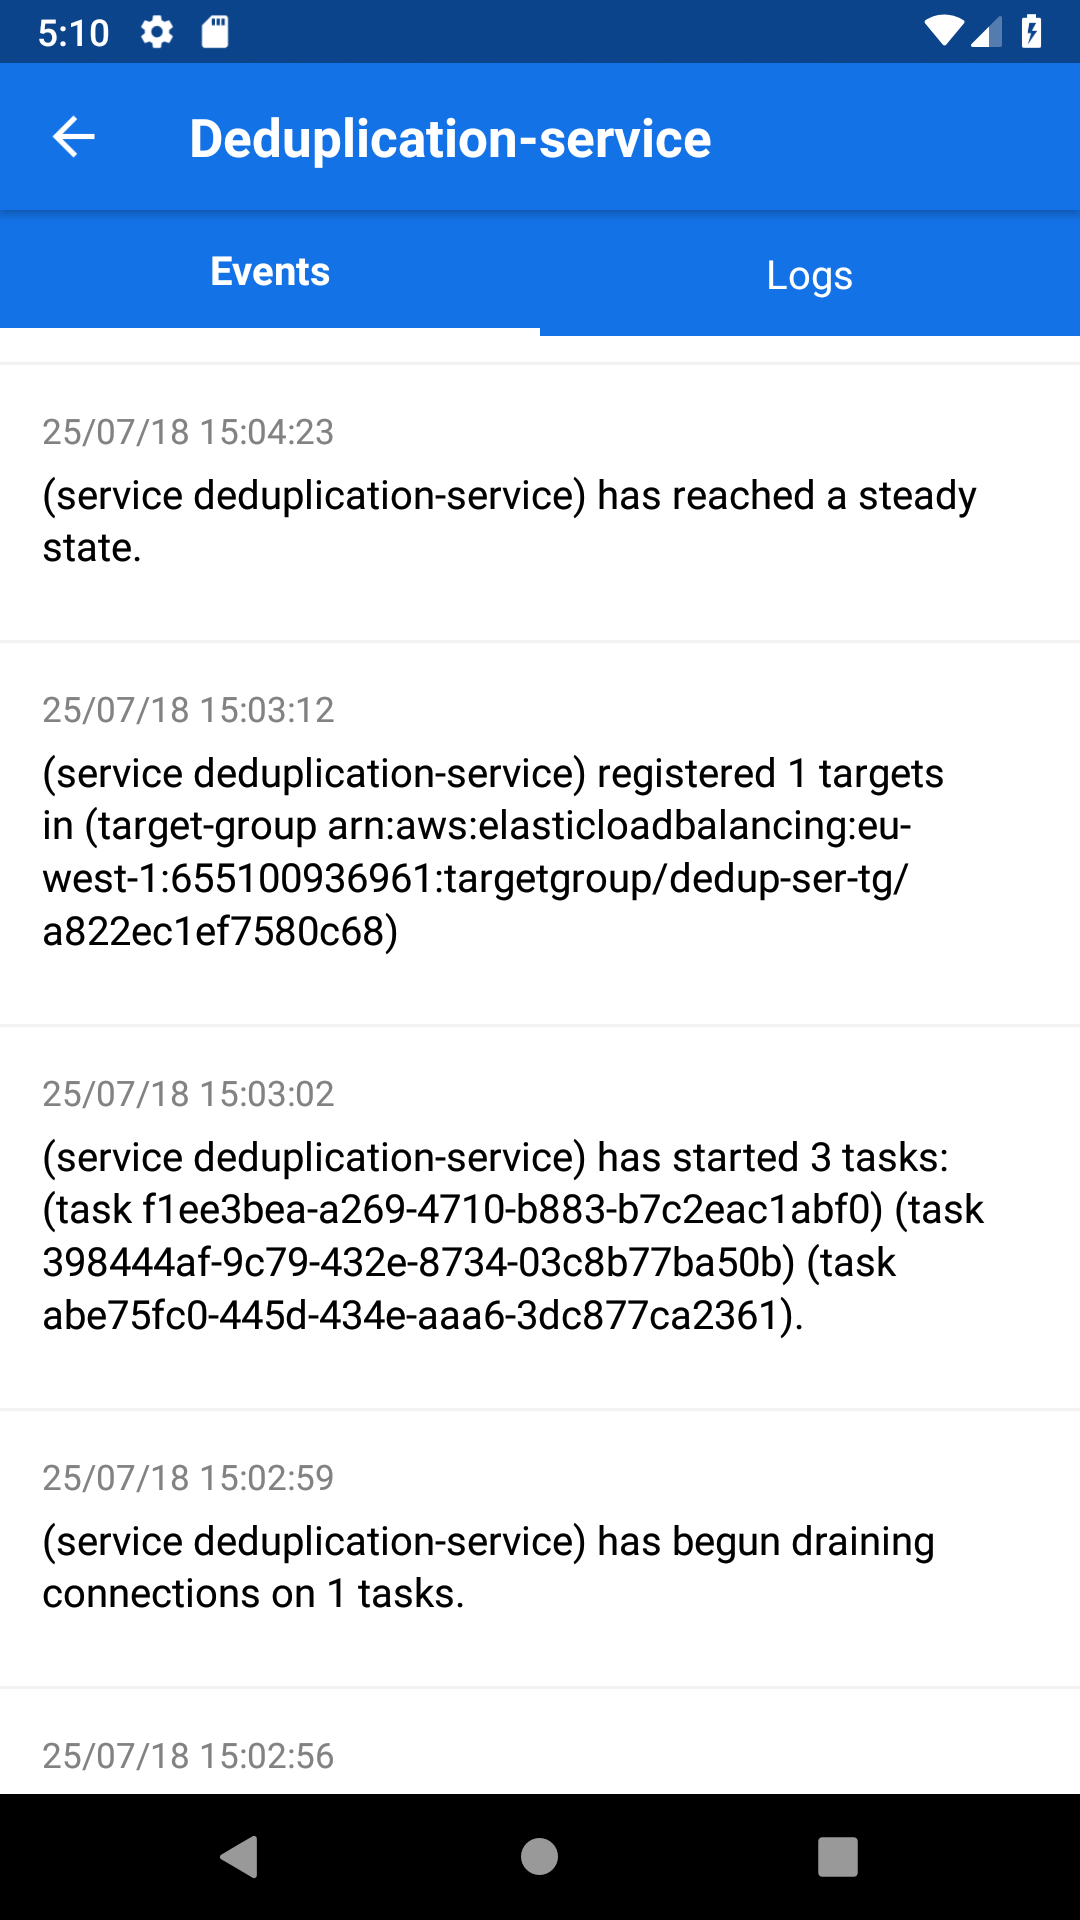 5:10
Deduplication-service
Events
Logs
25/07/18 15:04:23
(service deduplication-service) has reached a steady
state.
25/07/18 15:03:12
(service deduplication-service) registered 1 targets
in (target-group arn:aws:elasticloadbalancing:eu-
west-1:655100936961:targetgroup/dedup-ser-tg/
a822ec1ef7580c68)
25/07/18 15:03:02
(service deduplication-service) has started 3 tasks:
(task f1ee3bea-a269-4710-b883-b7c2eac1abf0) (task
398444af-9c79-432e-8734-03c8b77ba50b) (task
abe75fc0-445d-434e-aaa6-3dc877ca2361).
25/07/18 15:02:59
(service deduplication-service) has begun draining
connections on 1 tasks.
25/07/18 15:02:56